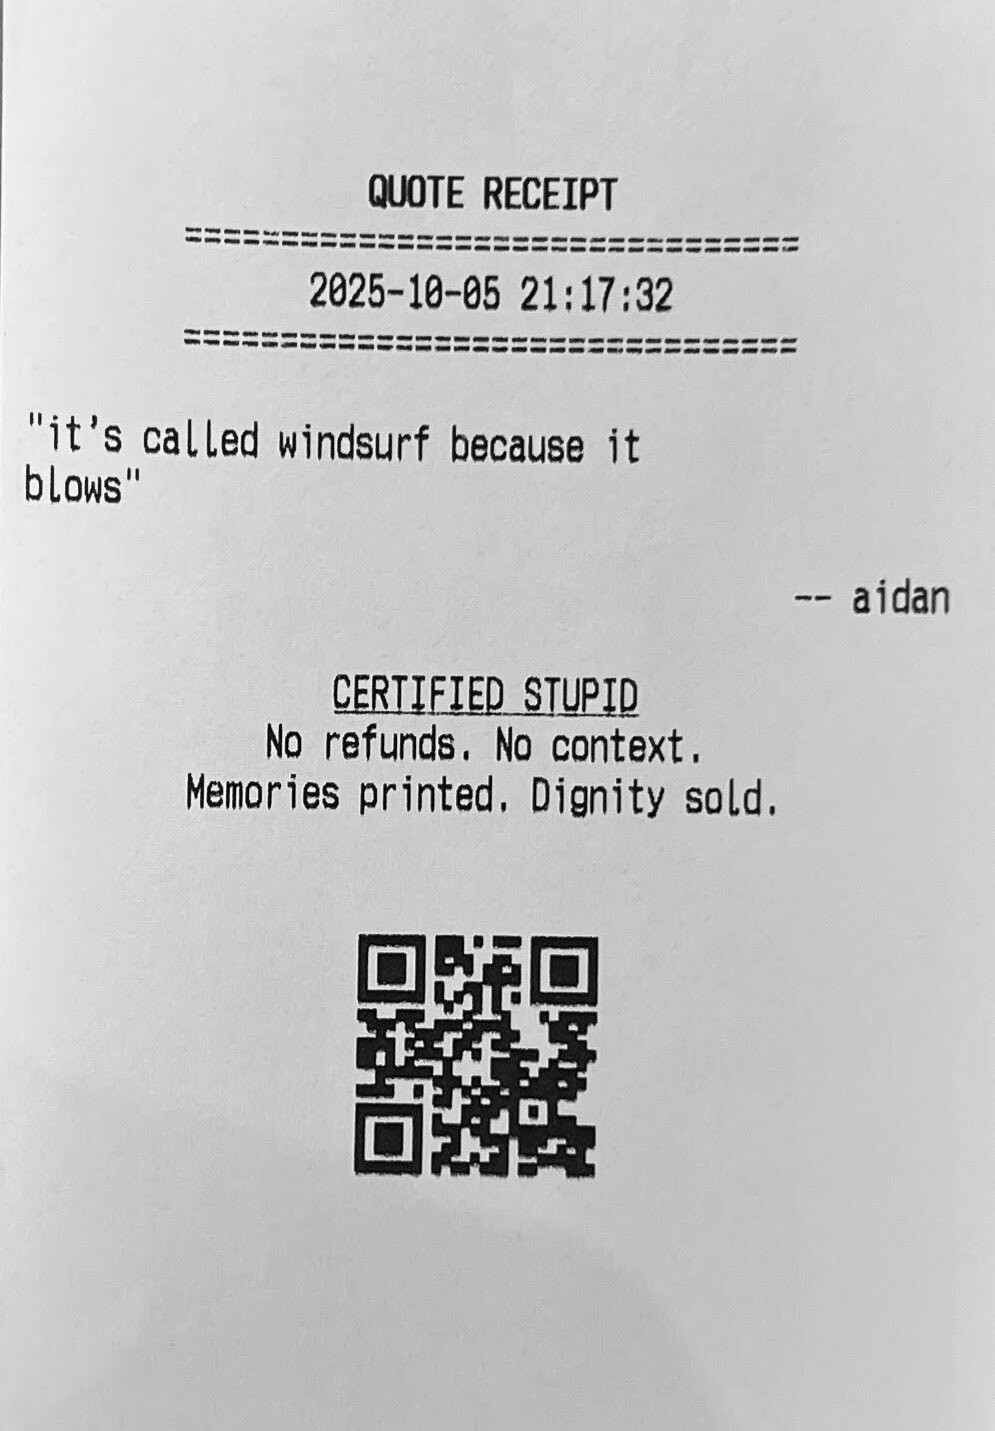 QUOTE RECEIPT
================================
2025-10-05 21:17:32
================================
"it's called windsurf because it
blows"
-- aidan
CERTIFIED STUPID
No refunds. No context.
Memories printed. Dignity sold.